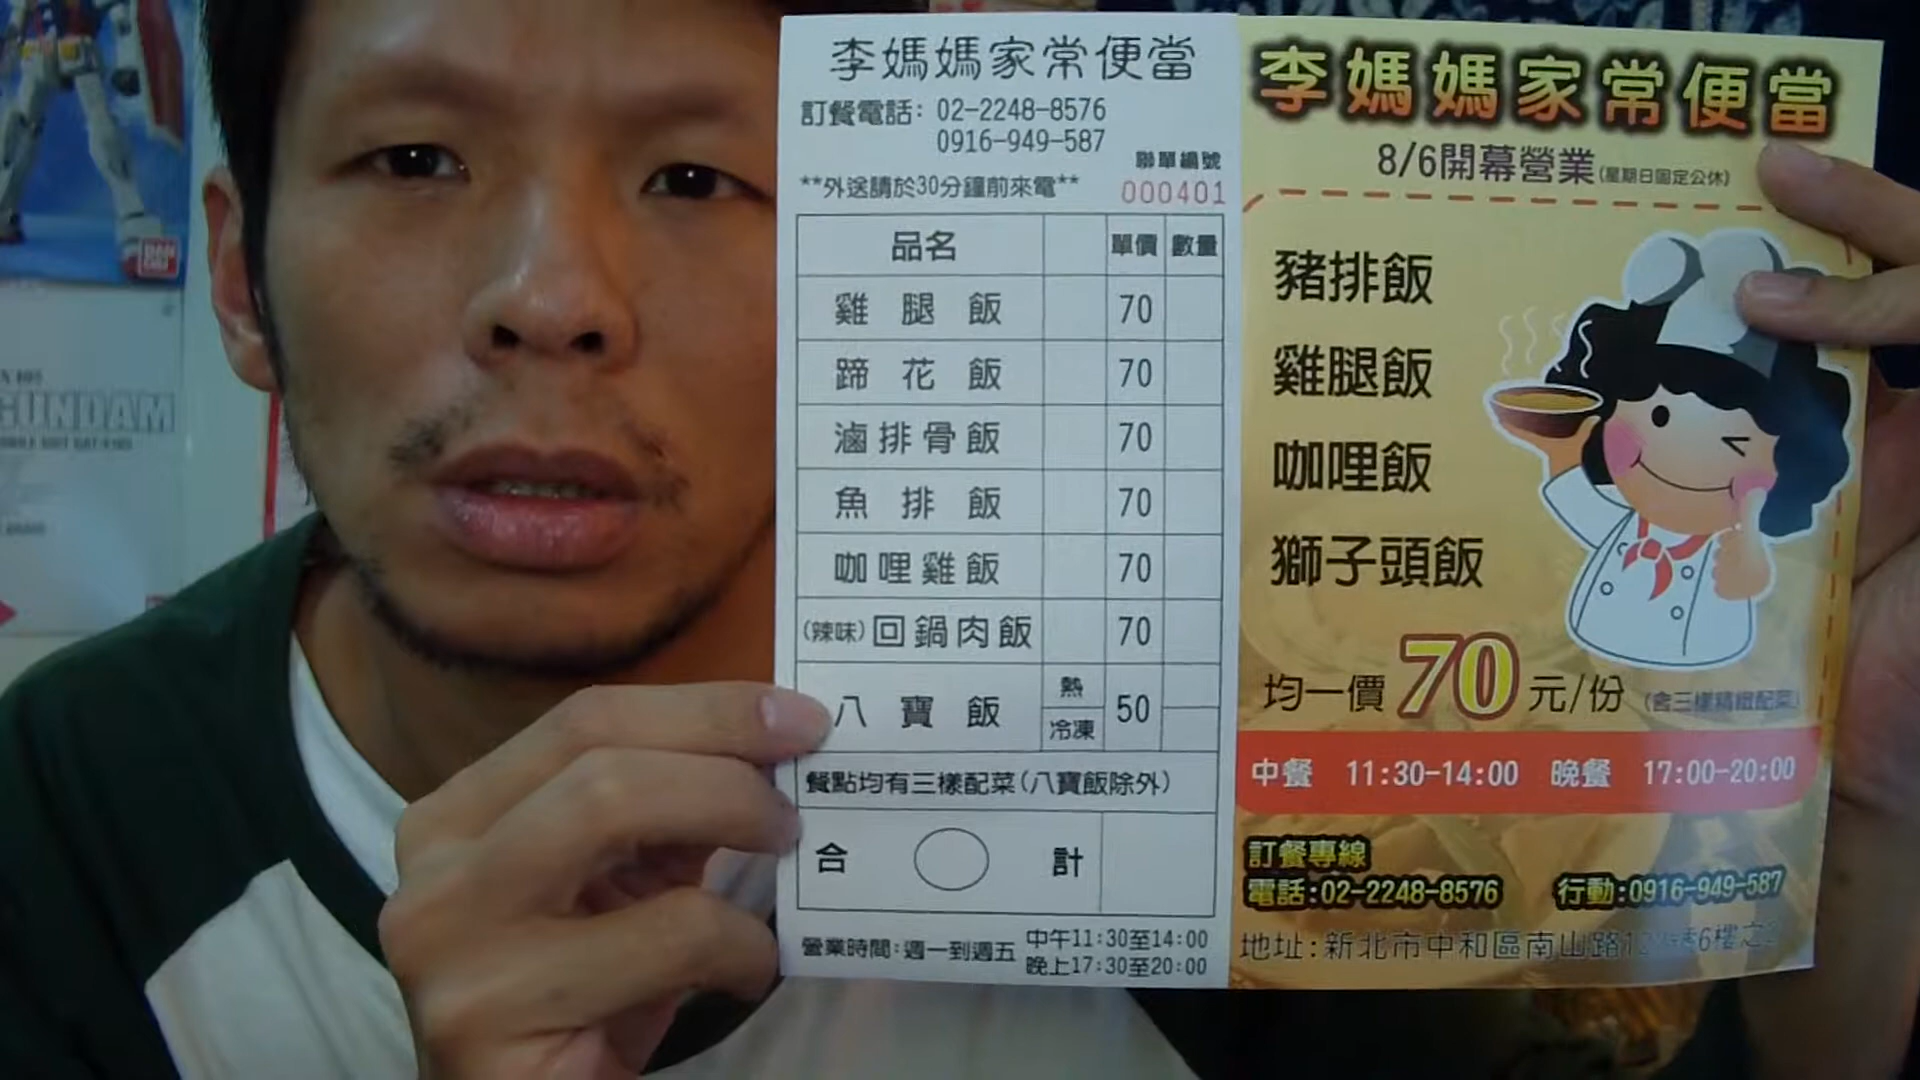 李媽媽家常便當
訂餐電話: 02-2248-8576
0916-949-587
聯單編號
**外送請於30分鐘前來電**
000401
品名 單價 數量
雞腿飯 70
蹄花飯 70
滷排骨飯 70
魚排飯 70
咖哩雞飯 70
(辣味)回鍋肉飯 70
八寶飯 熱 冷凍 50
餐點均有三樣配菜(八寶飯除外)
合計
營業時間:週一到週五 中午11:30至14:00
晚上17:30至20:00
李媽媽家常便當
8/6開幕營業(星期日固定公休)
豬排飯
雞腿飯
咖哩飯
獅子頭飯
均一價70元/份 (含三樣精緻配菜)
中餐 11:30-14:00 晚餐 17:00-20:00
訂餐專線
電話:02-2248-8576 行動:0916-949-587
地址:新北市中和區南山路
GUNDAM
BAN
DAI